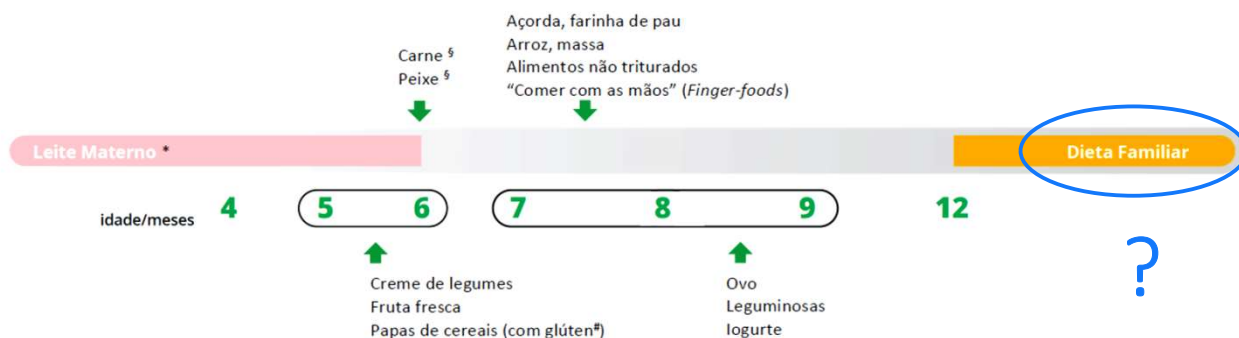 Açorda, farinha de pau
Arroz, massa
Alimentos não triturados
“Comer com as mãos” (Finger-foods)
Carne §
Peixe §
Leite Materno *
Dieta Familiar
idade/meses 4 5 6 7 8 9 12
?
Creme de legumes
Fruta fresca
Papas de cereais (com glúten#)
Ovo
Leguminosas
Iogurte